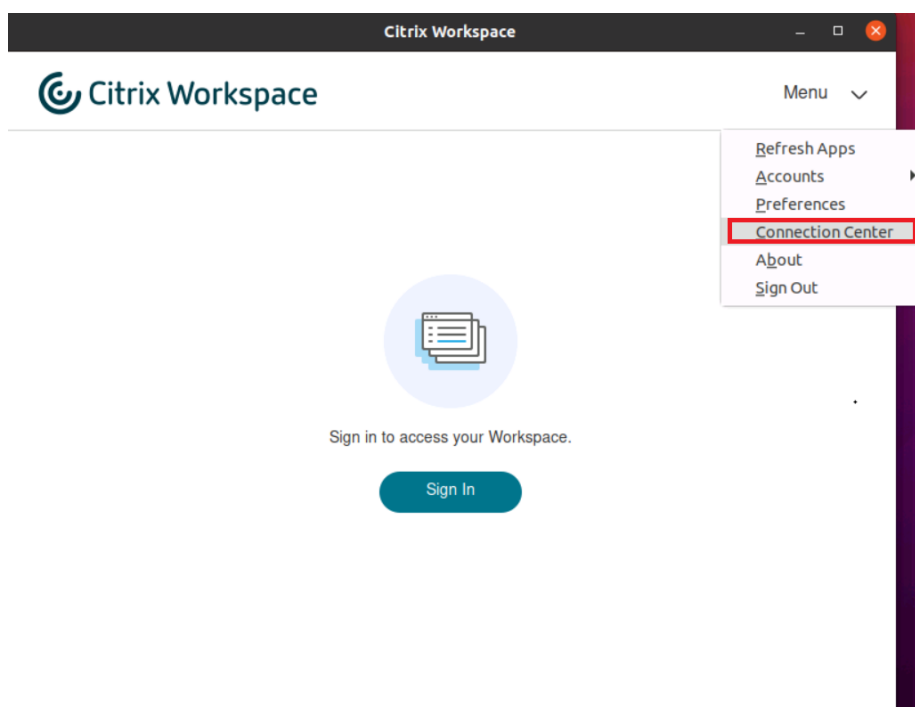 Citrix Workspace
Citrix Workspace
Menu
Refresh Apps
Accounts
Preferences
Connection Center
About
Sign Out
Sign in to access your Workspace.
Sign In